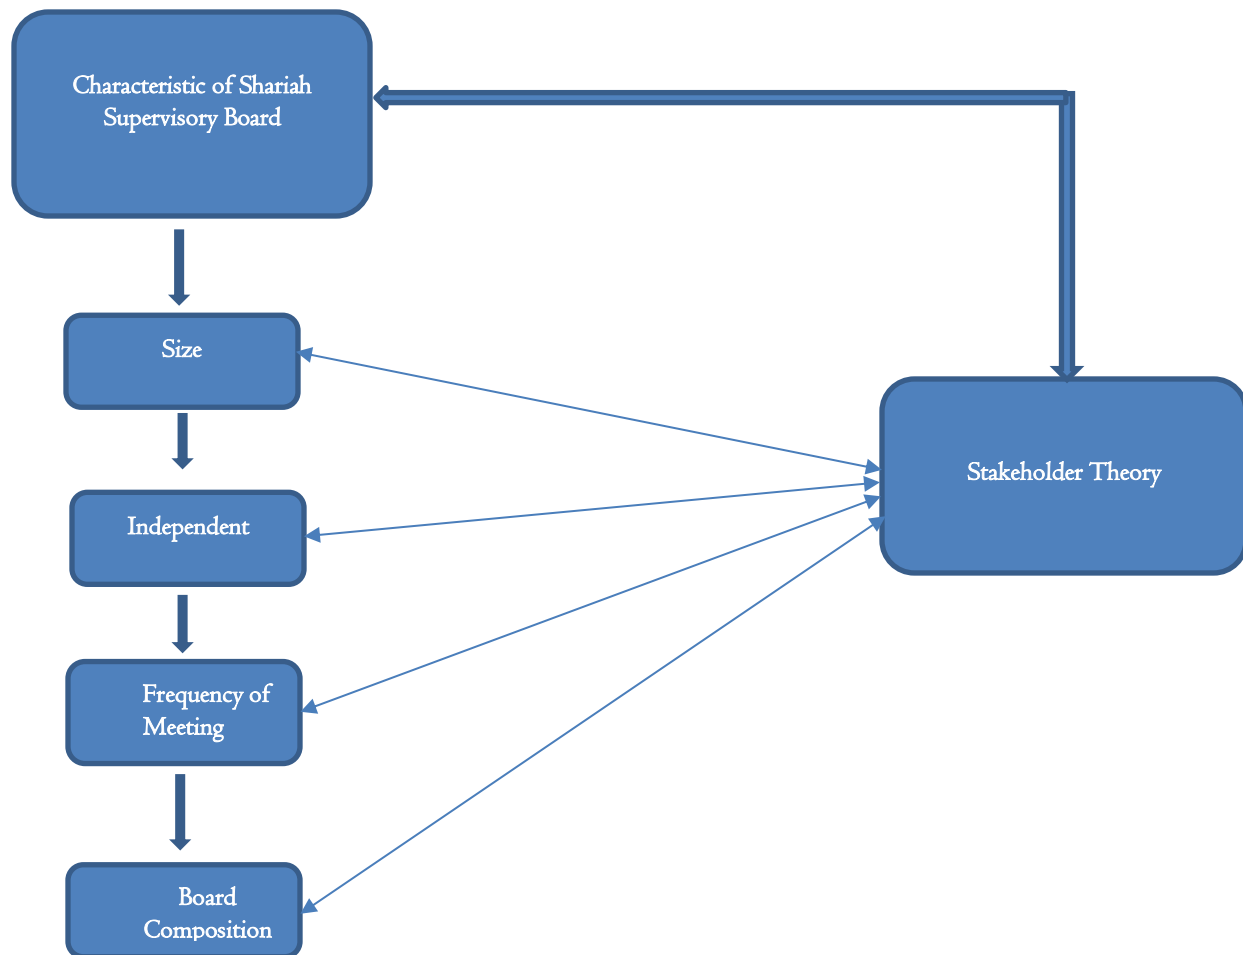 Characteristic of Shariah
Supervisory Board
Size
Stakeholder Theory
Independent
Frequency of
Meeting
Board
Composition